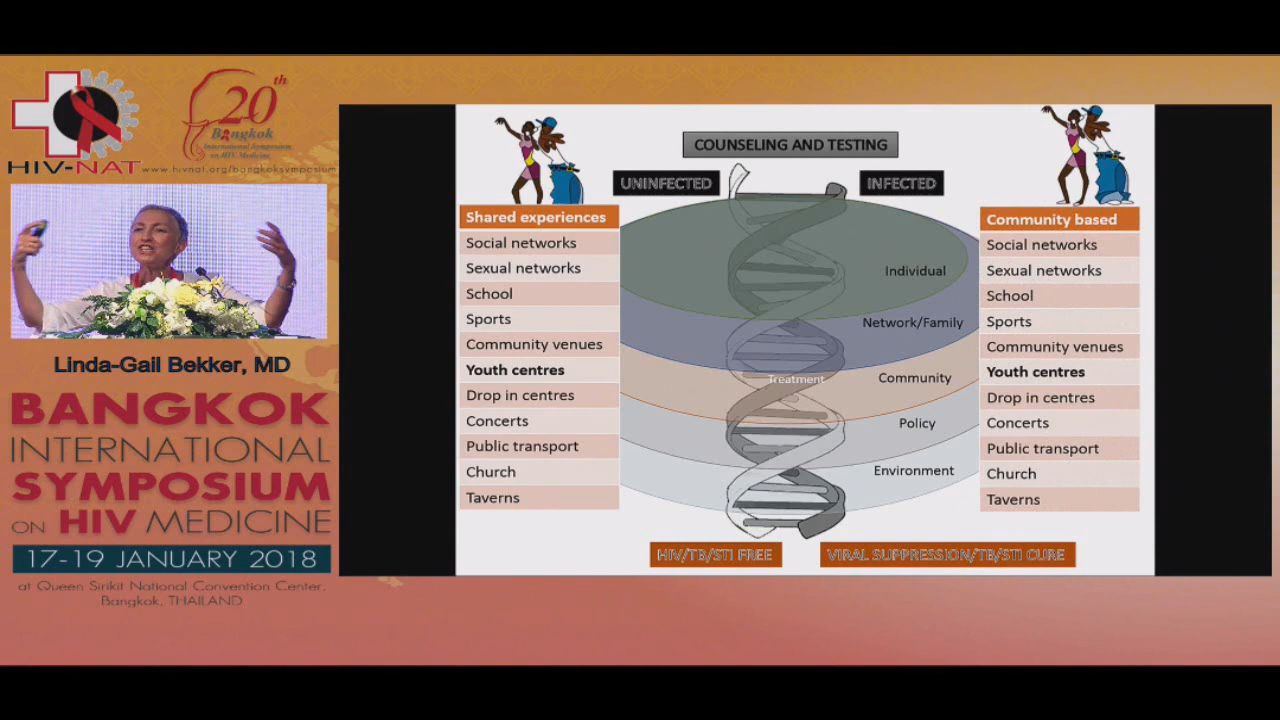 HIV-NAT
www.hivnat.org/bangkoksymposium
20th
Bangkok
International Symposium
on HIV Medicine
Linda-Gail Bekker, MD
BANGKOK
INTERNATIONAL
SYMPOSIUM
ON HIV MEDICINE
17-19 JANUARY 2018
at Queen Sirikit National Convention Center,
Bangkok, THAILAND
COUNSELING AND TESTING
UNINFECTED
INFECTED
Shared experiences
Social networks
Sexual networks
School
Sports
Community venues
Youth centres
Drop in centres
Concerts
Public transport
Church
Taverns
Individual
Network/Family
Treatment
Community
Policy
Environment
Community based
Social networks
Sexual networks
School
Sports
Community venues
Youth centres
Drop in centres
Concerts
Public transport
Church
Taverns
HIV/TB/STI FREE
VIRAL SUPPRESSION/TB/STI CURE